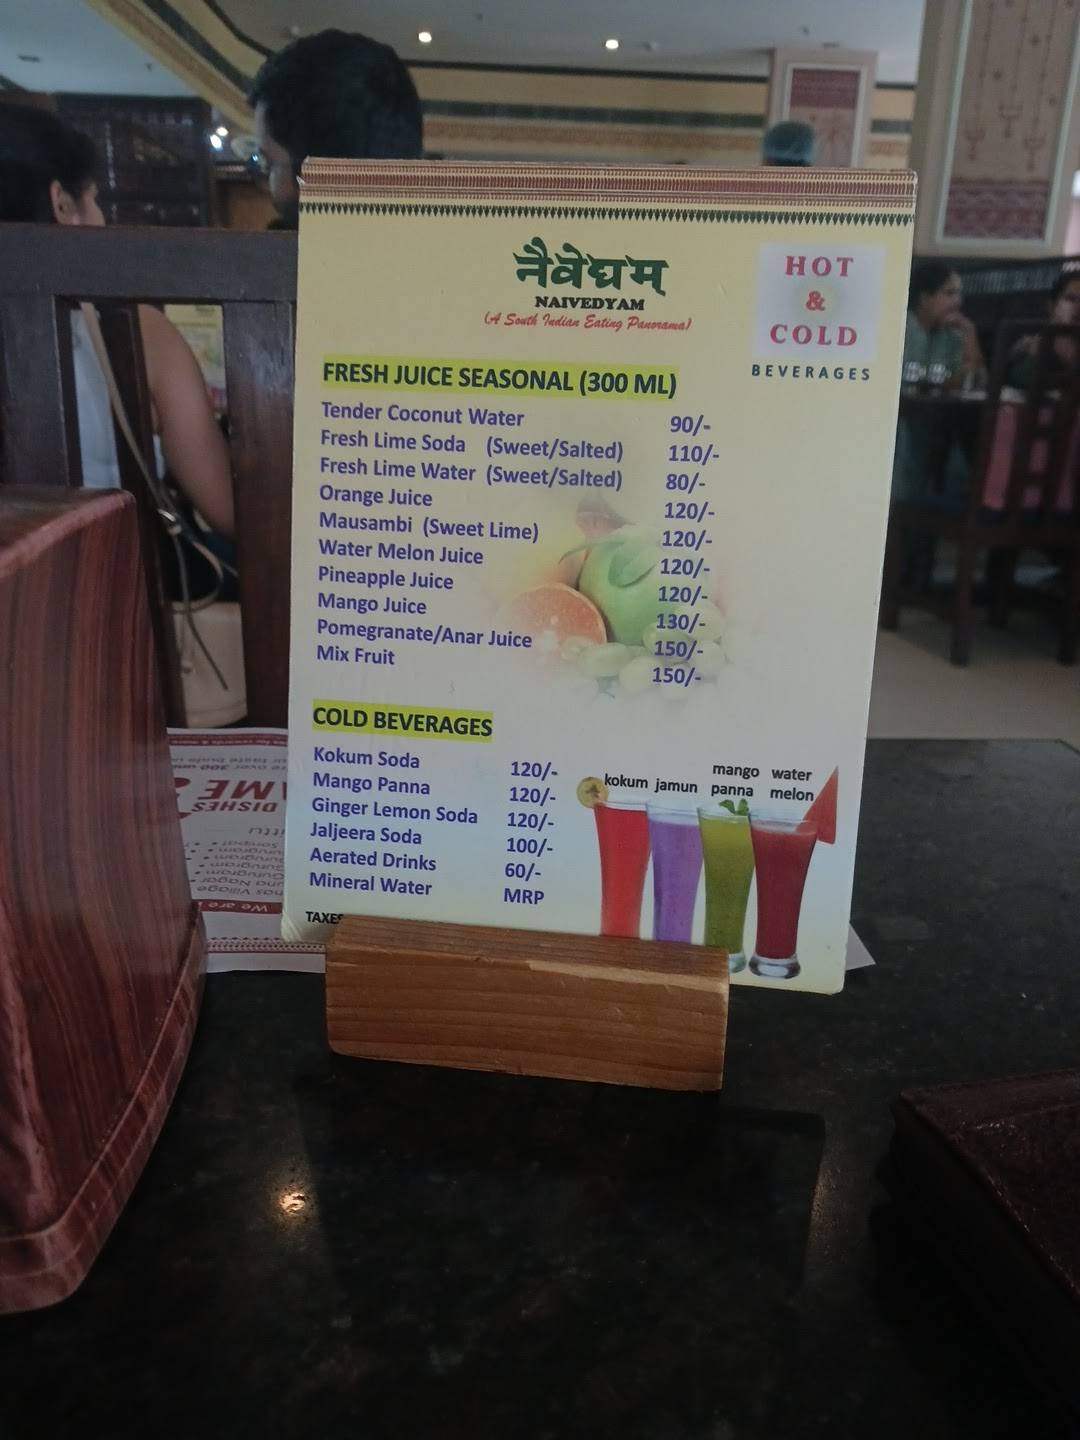 नैवेद्यम्
NAIVEDYAM
(A South Indian Eating Panorama)
HOT
&
COLD
BEVERAGES
FRESH JUICE SEASONAL (300 ML)
Tender Coconut Water 90/-
Fresh Lime Soda (Sweet/Salted) 110/-
Fresh Lime Water (Sweet/Salted) 80/-
Orange Juice 120/-
Mausambi (Sweet Lime) 120/-
Water Melon Juice 120/-
Pineapple Juice 120/-
Mango Juice 130/-
Pomegranate/Anar Juice 150/-
Mix Fruit 150/-
COLD BEVERAGES
Kokum Soda 120/-
Mango Panna 120/-
Ginger Lemon Soda 120/-
Jaljeera Soda 100/-
Aerated Drinks 60/-
Mineral Water MRP
kokum jamun mango panna water melon
TAXES
DISHES
We are